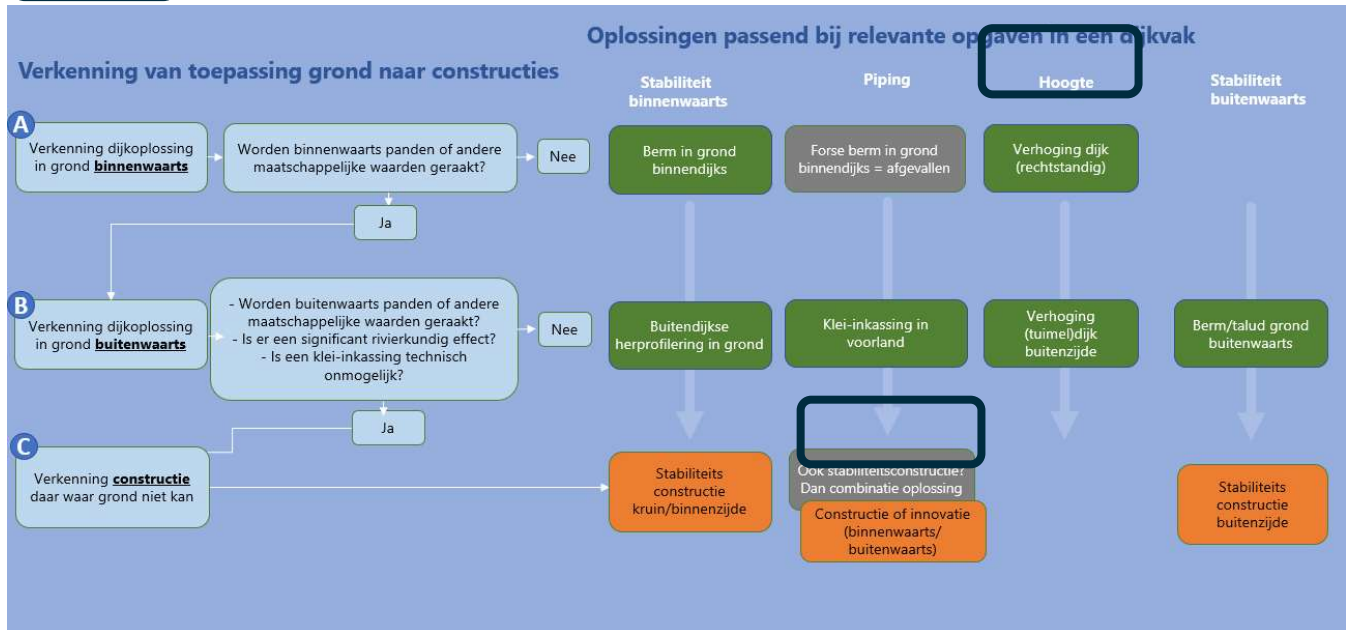 Oplossingen passend bij relevante opgaven in een dijkvak
Verkenning van toepassing grond naar constructies
Stabiliteit
binnenwaarts
Piping
Hoogte
Stabiliteit
buitenwaarts
A
Verkenning dijkoplossing
in grond binnenwaarts
Worden binnenwaarts panden of andere
maatschappelijke waarden geraakt?
Nee
Berm in grond
binnendijks
Forse berm in grond
binnendijks = afgevallen
Verhoging dijk
(rechtstandig)
Ja
B
Verkenning dijkoplossing
in grond buitenwaarts
- Worden buitenwaarts panden of andere
maatschappelijke waarden geraakt?
- Is er een significant rivierkundig effect?
- Is een klei-inkassing technisch
onmogelijk?
Nee
Buitendijkse
herprofilering in grond
Klei-inkassing in
voorland
Verhoging
(tuimel)dijk
buitenzijde
Berm/talud grond
buitenwaarts
Ja
C
Verkenning constructie
daar waar grond niet kan
Stabiliteits
constructie
kruin/binnenzijde
Ook stabiliteitsconstructie?
Dan combinatie oplossing
Constructie of innovatie
(binnenwaarts/
buitenwaarts)
Stabiliteits
constructie
buitenzijde